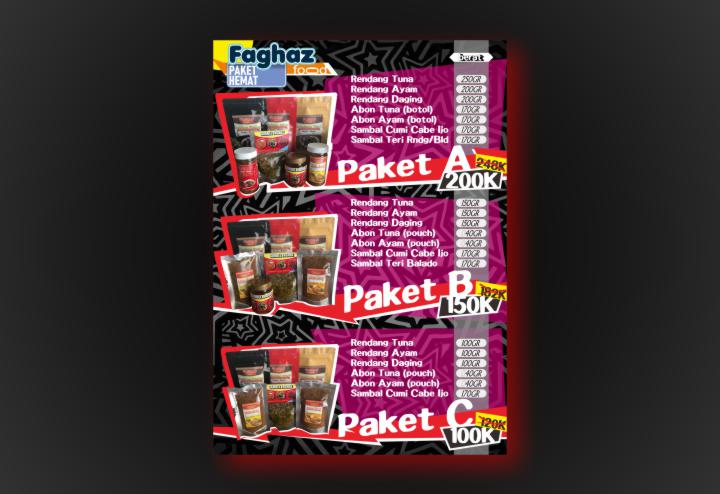 Faghaz
food
PAKET
HEMAT
Berat
Rendang Tuna 250GR
Rendang Ayam 200GR
Rendang Daging 200GR
Abon Tuna (botol) 170GR
Abon Ayam (botol) 170GR
Sambal Cumi Cabe Ijo 170GR
Sambal Teri Rndg/Bld 170GR
Paket A 248K
200K
Rendang Tuna 150GR
Rendang Ayam 150GR
Rendang Daging 150GR
Abon Tuna (pouch) 40GR
Abon Ayam (pouch) 40GR
Sambal Cumi Cabe Ijo 170GR
Sambal Teri Balado 170GR
Paket B 182K
150K
Rendang Tuna 100GR
Rendang Ayam 100GR
Rendang Daging 100GR
Abon Tuna (pouch) 40GR
Abon Ayam (pouch) 40GR
Sambal Cumi Cabe Ijo 170GR
Paket C 120K
100K